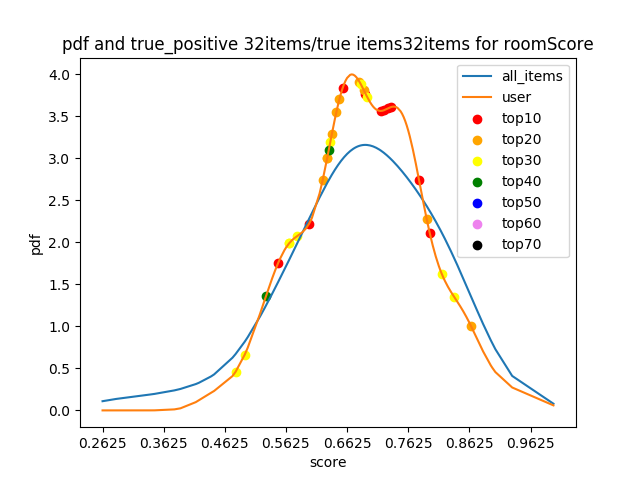 pdf and true_positive 32items/true items32items for roomScore
4.0
3.5
3.0
2.5
2.0
1.5
1.0
0.5
0.0
pdf
all_items
user
top10
top20
top30
top40
top50
top60
top70
0.2625 0.3625 0.4625 0.5625 0.6625 0.7625 0.8625 0.9625
score